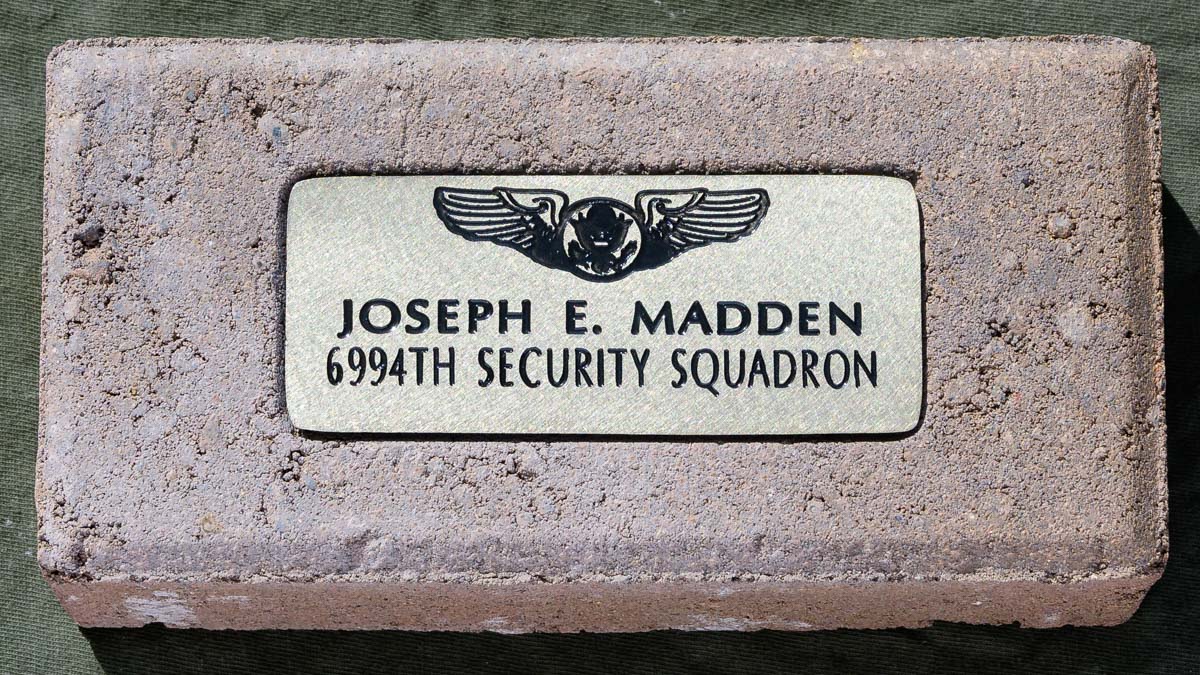 JOSEPH E. MADDEN
6994TH SECURITY SQUADRON